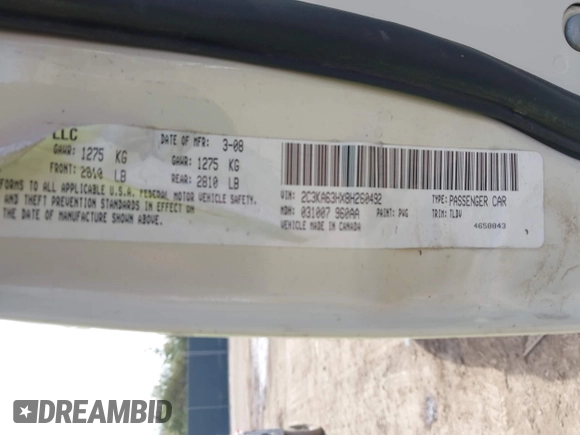 LLC
DATE OF MFR: 3-08
GAWR: 1275 KG
GAWR: 1275 KG
FRONT: 2810 LB
REAR: 2810 LB
FORMS TO ALL APPLICABLE U.S.A. FEDERAL MOTOR VEHICLE SAFETY,
AND THEFT PREVENTION STANDARDS IN EFFECT ON
DATE OF MANUFACTURE SHOWN ABOVE.
VIN: 2C3KA63HX8H260492
TYPE: PASSENGER CAR
MDH: 031007 960AA
PAINT: PWG
TRIM: TLDV
VEHICLE MADE IN CANADA
4658843
DREAMBID